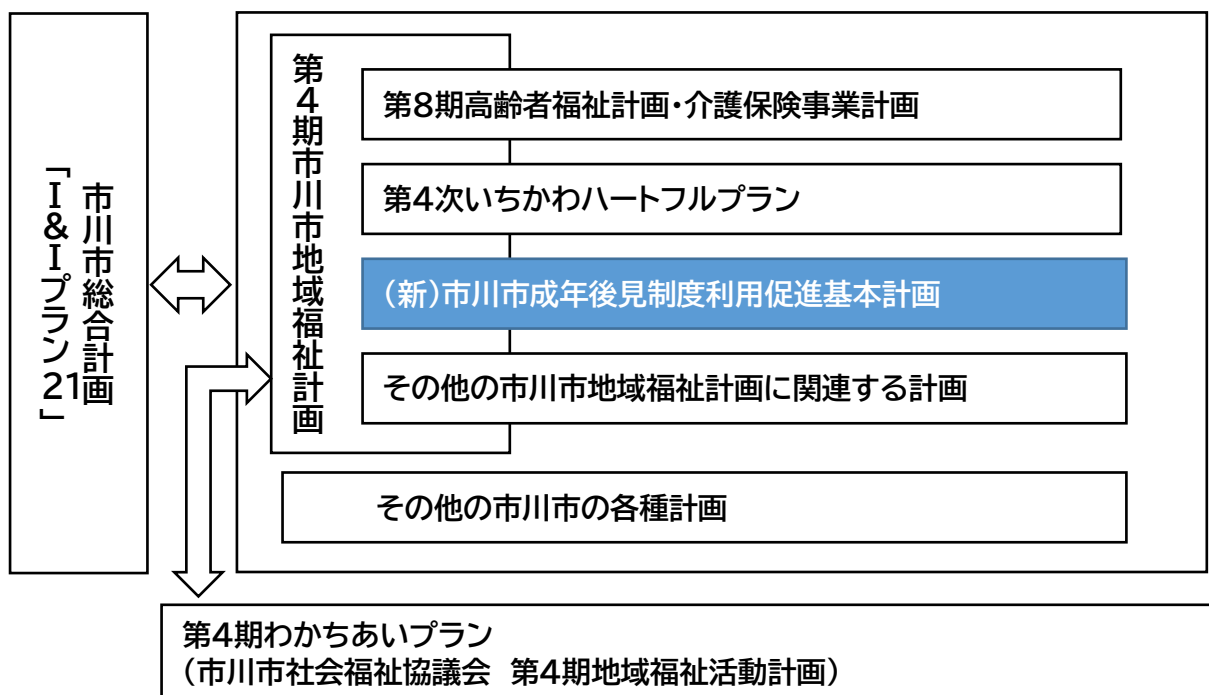 市川市総合計画
「I＆Iプラン21」
第4期市川市地域福祉計画
第8期高齢者福祉計画・介護保険事業計画
第4次いちかわハートフルプラン
（新）市川市成年後見制度利用促進基本計画
その他の市川市地域福祉計画に関連する計画
その他の市川市の各種計画
第4期わかちあいプラン
（市川市社会福祉協議会　第4期地域福祉活動計画）